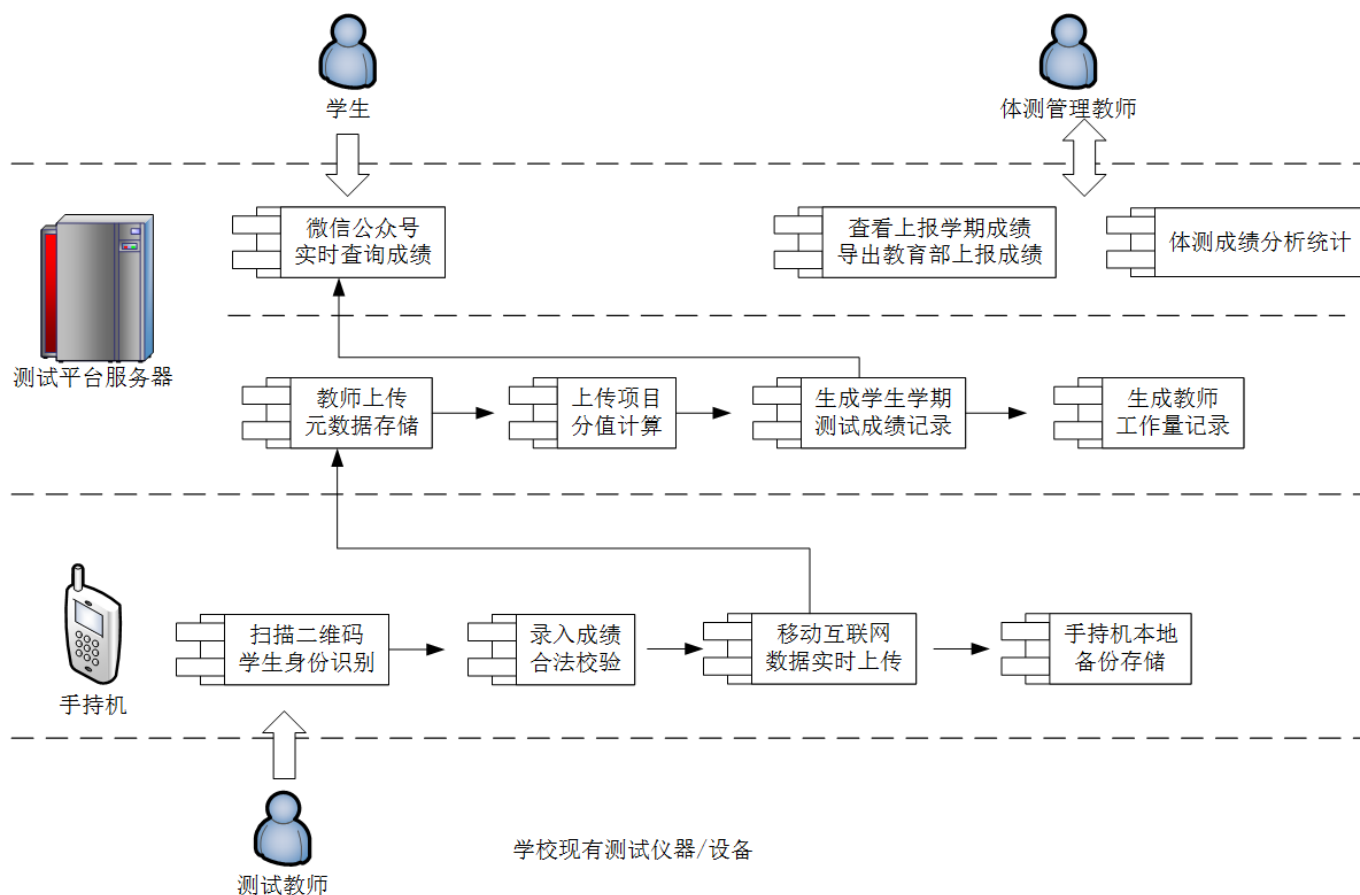 学生
体测管理教师
微信公众号
实时查询成绩
查看上报学期成绩
导出教育部上报成绩
体测成绩分析统计
测试平台服务器
教师上传
元数据存储
上传项目
分值计算
生成学生学期
测试成绩记录
生成教师
工作量记录
手持机
扫描二维码
学生身份识别
录入成绩
合法校验
移动互联网
数据实时上传
手持机本地
备份存储
测试教师
学校现有测试仪器/设备